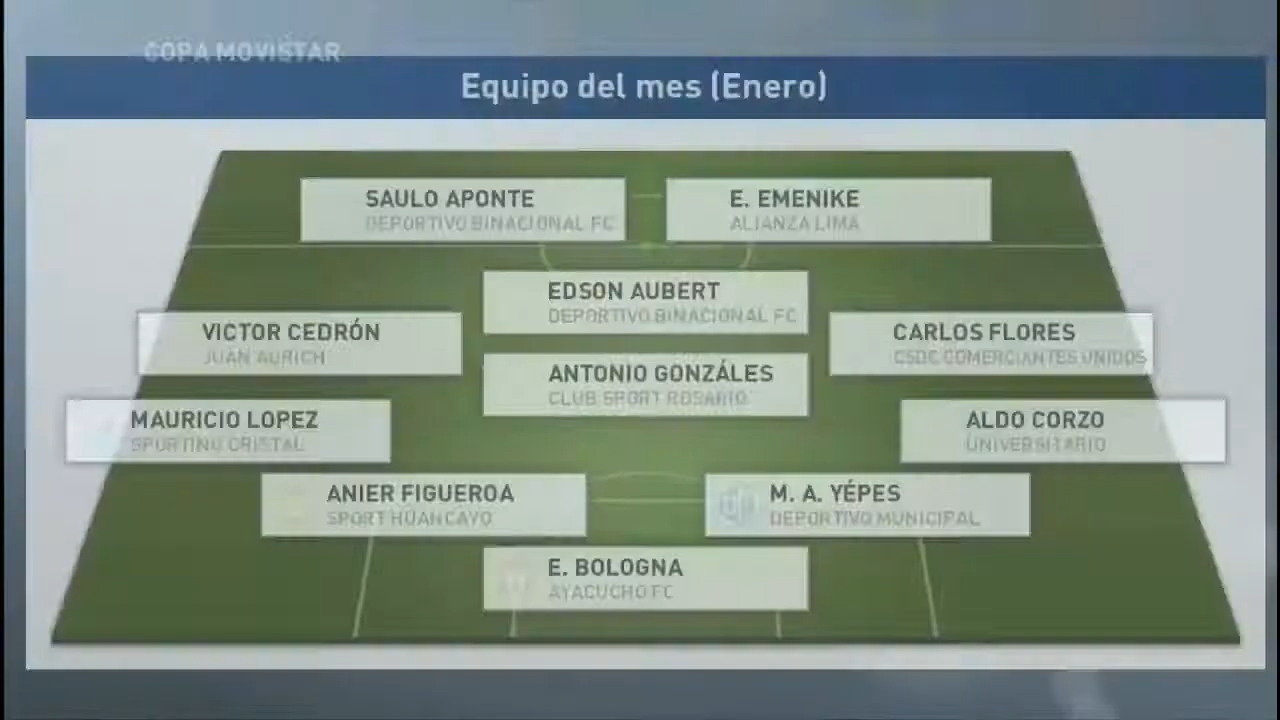 COPA MOVISTAR
Equipo del mes (Enero)
SAULO APONTE
DEPORTIVO BINACIONAL FC
E. EMENIKE
ALIANZA LIMA
EDSON AUBERT
DEPORTIVO BINACIONAL FC
VICTOR CEDRÓN
JUAN AURICH
CARLOS FLORES
CSDC COMERCIANTES UNIDOS
ANTONIO GONZÁLES
CLUB SPORT ROSARIO
MAURICIO LOPEZ
SPORTING CRISTAL
ALDO CORZO
UNIVERSITARIO
ANIER FIGUEROA
SPORT HUANCAYO
M. A. YÉPES
DEPORTIVO MUNICIPAL
E. BOLOGNA
AYACUCHO FC